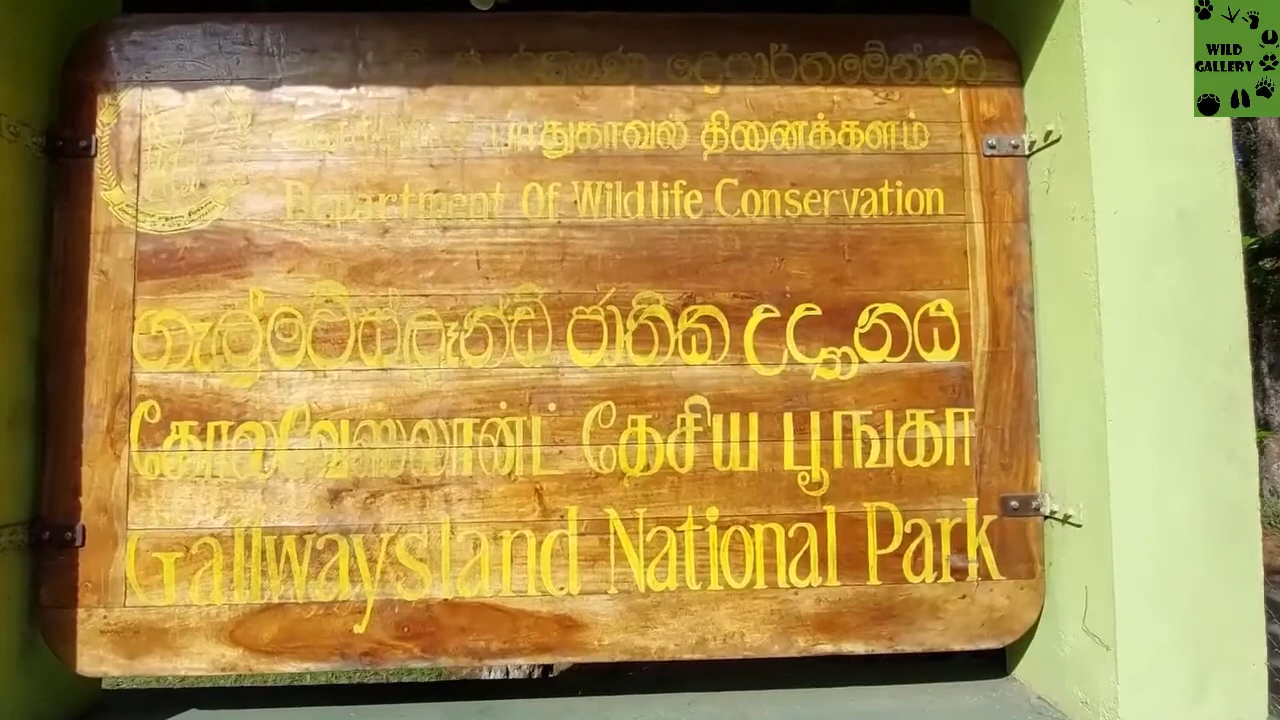 දෙපාර්තමේන්තුව
பாதுகாவல் திணைக்களம்
Department Of Wildlife Conservation
ගැල්වේස්ලෑන්ඩ් ජාතික උද්‍යානය
கோல்வேஸ்லாண்ட் தேசிய பூங்கா
Gallwaysland National Park
WILD
GALLERY